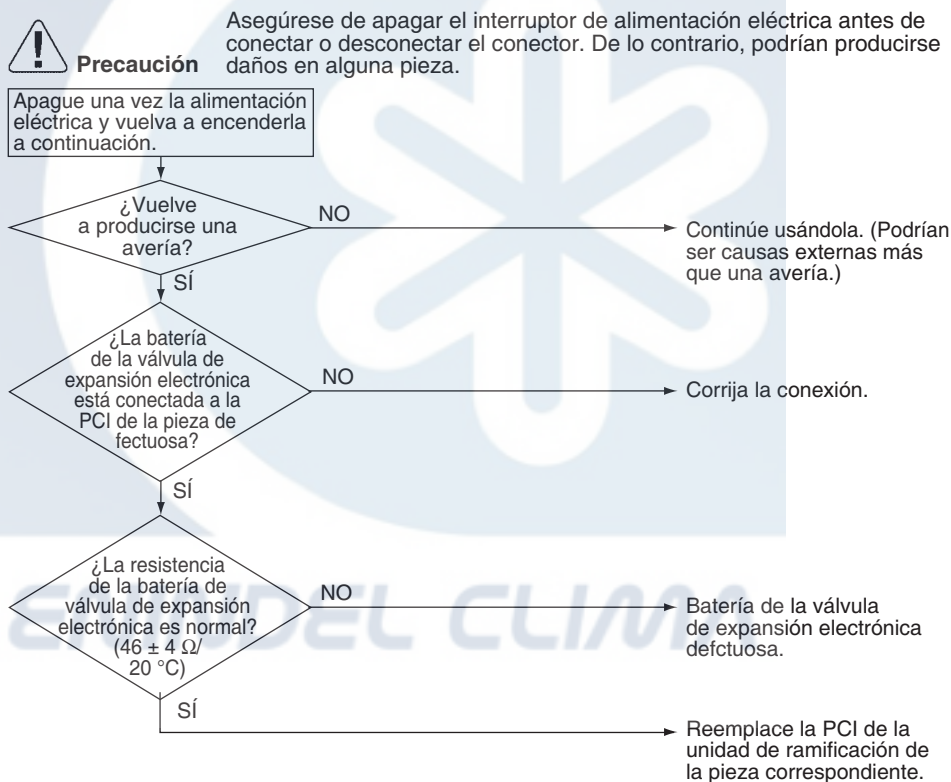 Asegúrese de apagar el interruptor de alimentación eléctrica antes de
conectar o desconectar el conector. De lo contrario, podrían producirse
Precaución daños en alguna pieza.
Apague una vez la alimentación
eléctrica y vuelva a encenderla
a continuación.
¿Vuelve
a producirse una
avería?
NO
Continúe usándola. (Podrían
ser causas externas más
que una avería.)
SÍ
¿La batería
de la válvula de
expansión electrónica
está conectada a la
PCI de la pieza de
fectuosa?
NO
Corrija la conexión.
SÍ
¿La resistencia
de la batería de
válvula de expansión
electrónica es normal?
(46 ± 4 Ω/
20 °C)
NO
Batería de la válvula
de expansión electrónica
defctuosa.
SÍ
Reemplace la PCI de la
unidad de ramificación de
la pieza correspondiente.
CLIMA